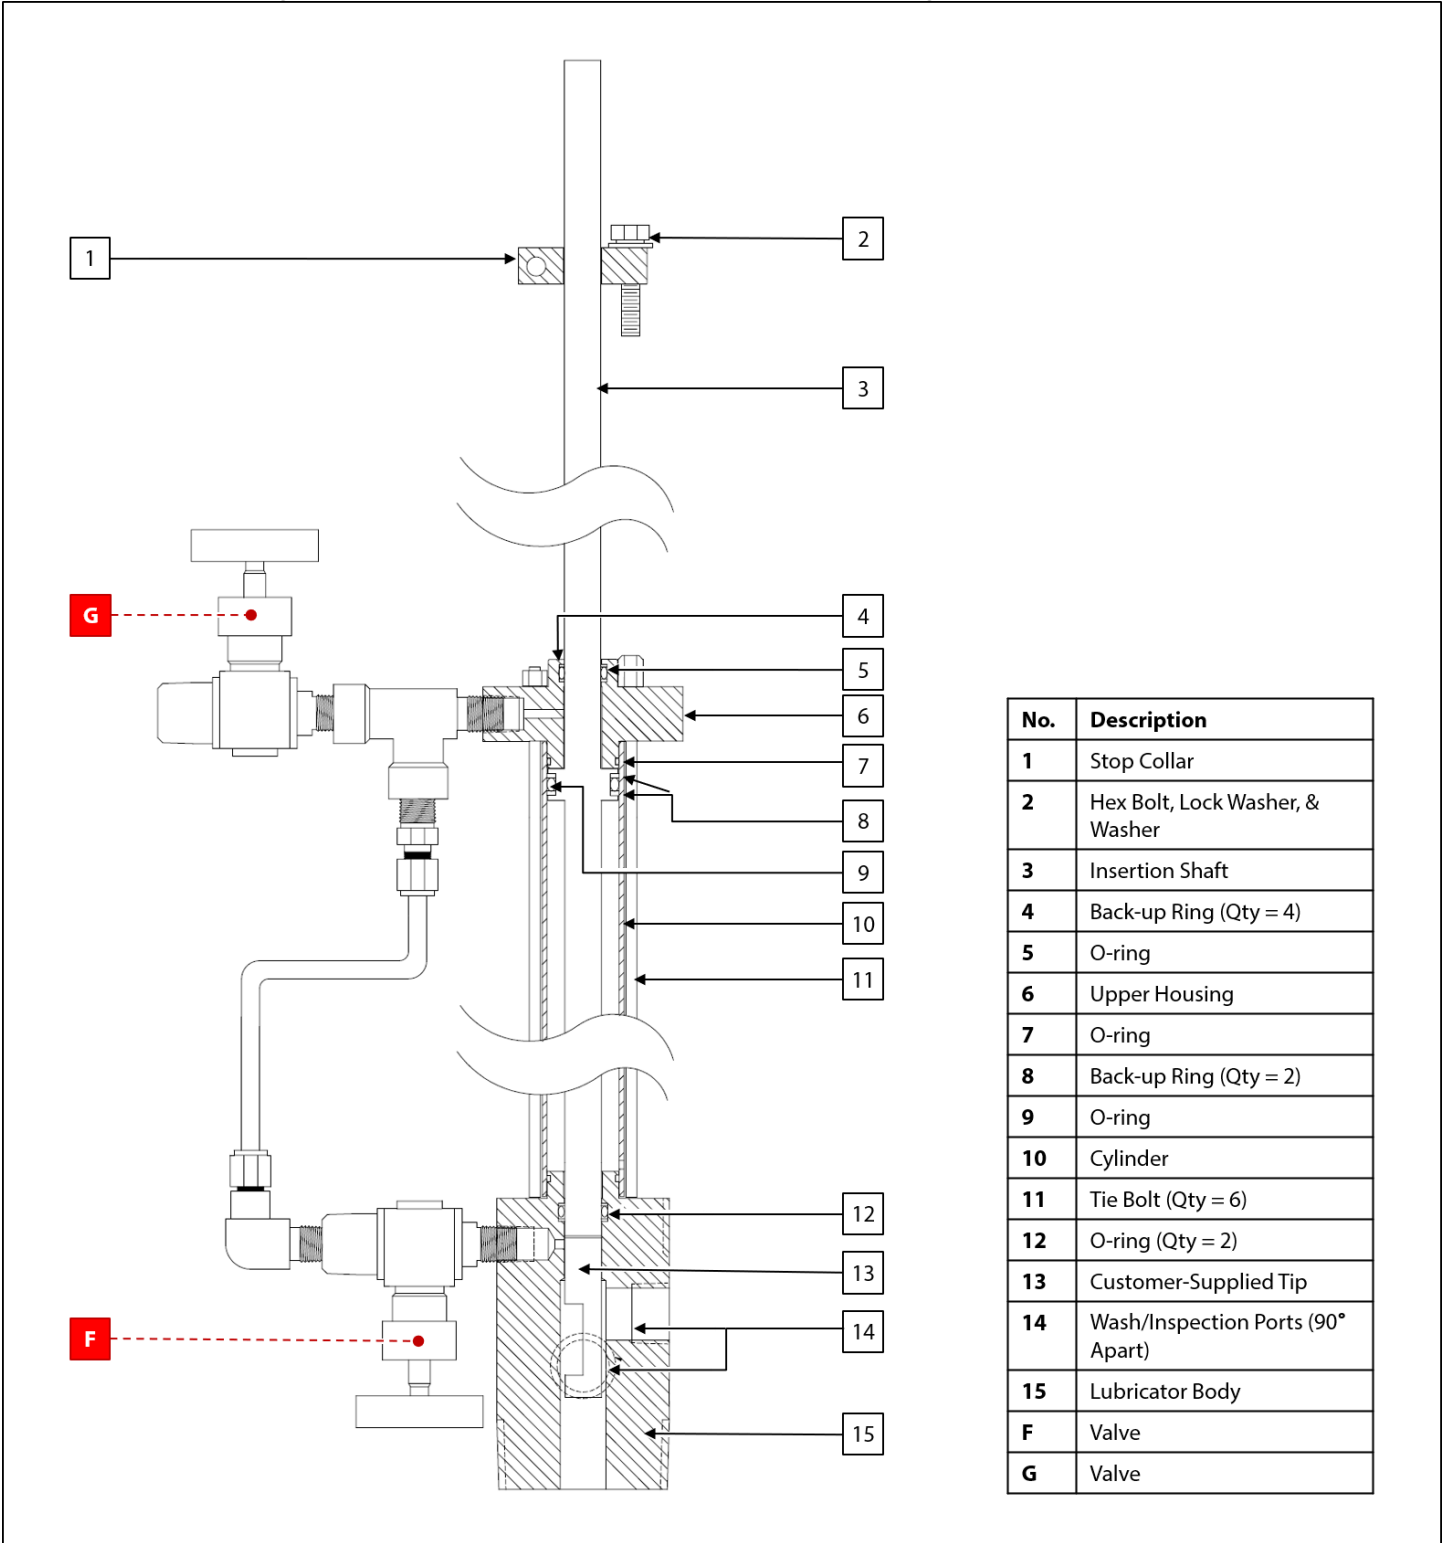 1
2
3
G
4
5
6
7
8
9
10
11
12
13
F
14
15
No. Description
1 Stop Collar
2 Hex Bolt, Lock Washer, &
Washer
3 Insertion Shaft
4 Back-up Ring (Qty = 4)
5 O-ring
6 Upper Housing
7 O-ring
8 Back-up Ring (Qty = 2)
9 O-ring
10 Cylinder
11 Tie Bolt (Qty = 6)
12 O-ring (Qty = 2)
13 Customer-Supplied Tip
14 Wash/Inspection Ports (90°
Apart)
15 Lubricator Body
F Valve
G Valve